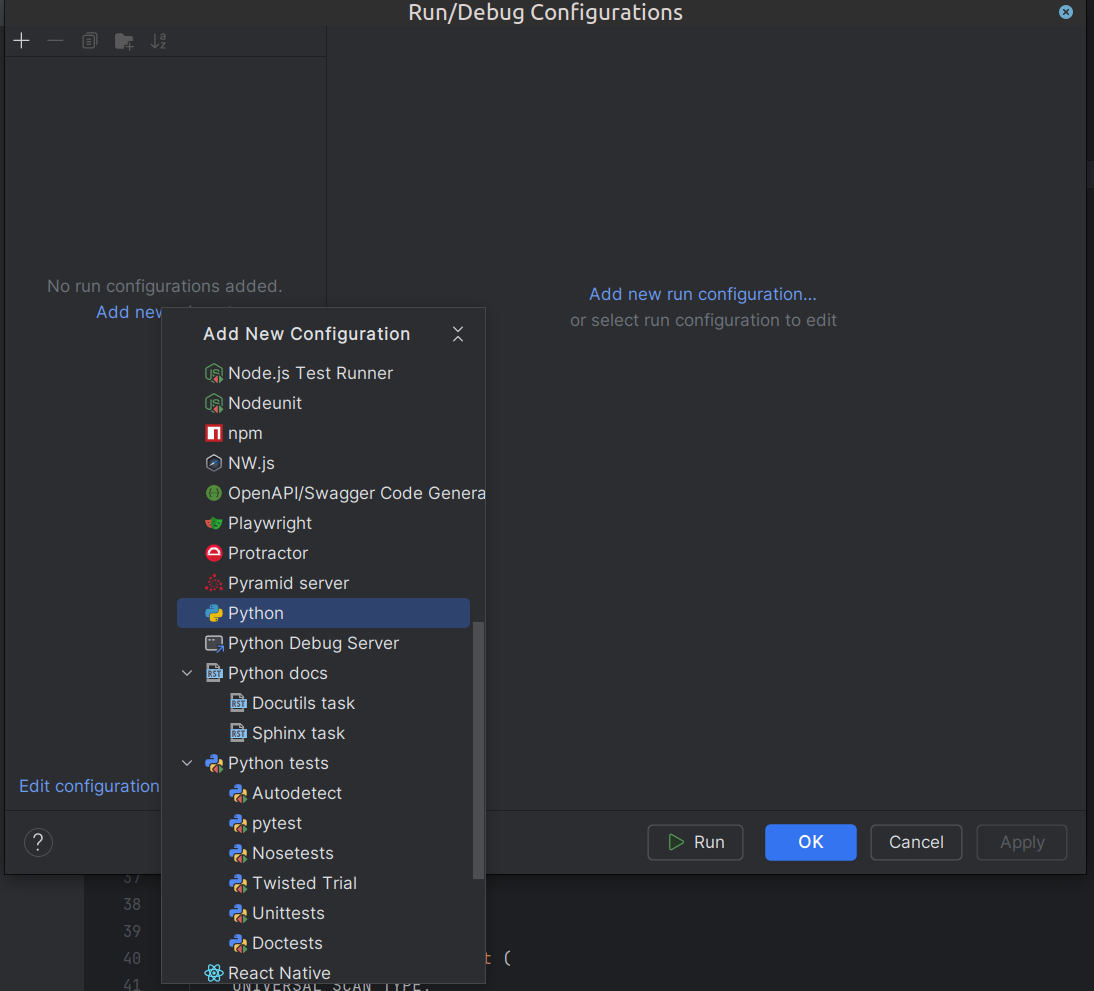 Run/Debug Configurations
No run configurations added.
Add new
Add new run configuration...
or select run configuration to edit
Add New Configuration
Node.js Test Runner
Nodeunit
npm
NW.js
OpenAPI/Swagger Code Genera
Playwright
Protractor
Pyramid server
Python
Python Debug Server
Python docs
Docutils task
Sphinx task
Python tests
Autodetect
pytest
Nosetests
Twisted Trial
Unittests
Doctests
React Native
Edit configuration
?
Run
OK
Cancel
Apply
37
38
39
40 t (
41 UNIVERSAL_SCAN_TYPE,